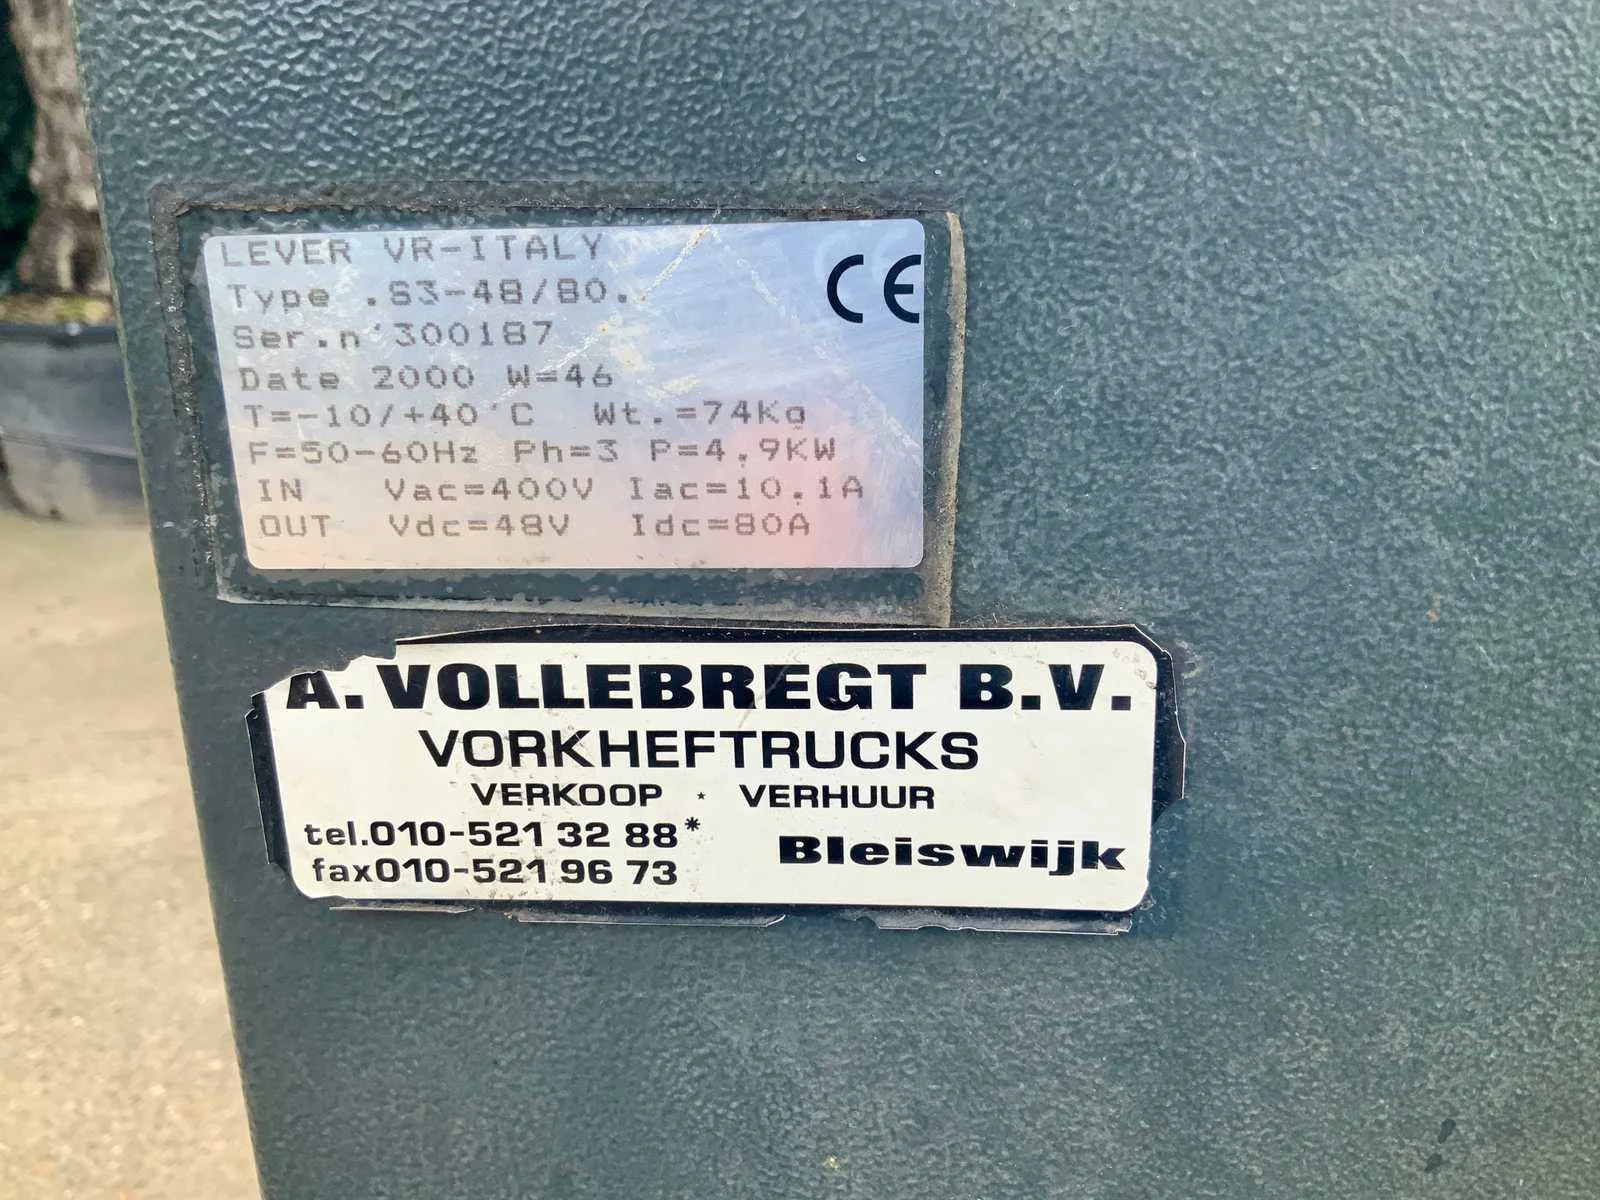 LEVER VR-ITALY
CE
Type .S3-48/80.
Ser.n°300187
Date 2000 W=46
T=-10/+40°C Wt.=74Kg
F=50-60Hz Ph=3 P=4.9KW
IN Vac=400V Iac=10.1A
OUT Vdc=48V Idc=80A
A. VOLLEBREGT B.V.
VORKHEFTRUCKS
VERKOOP * VERHUUR
tel.010-521 32 88*
fax010-521 96 73
Bleiswijk